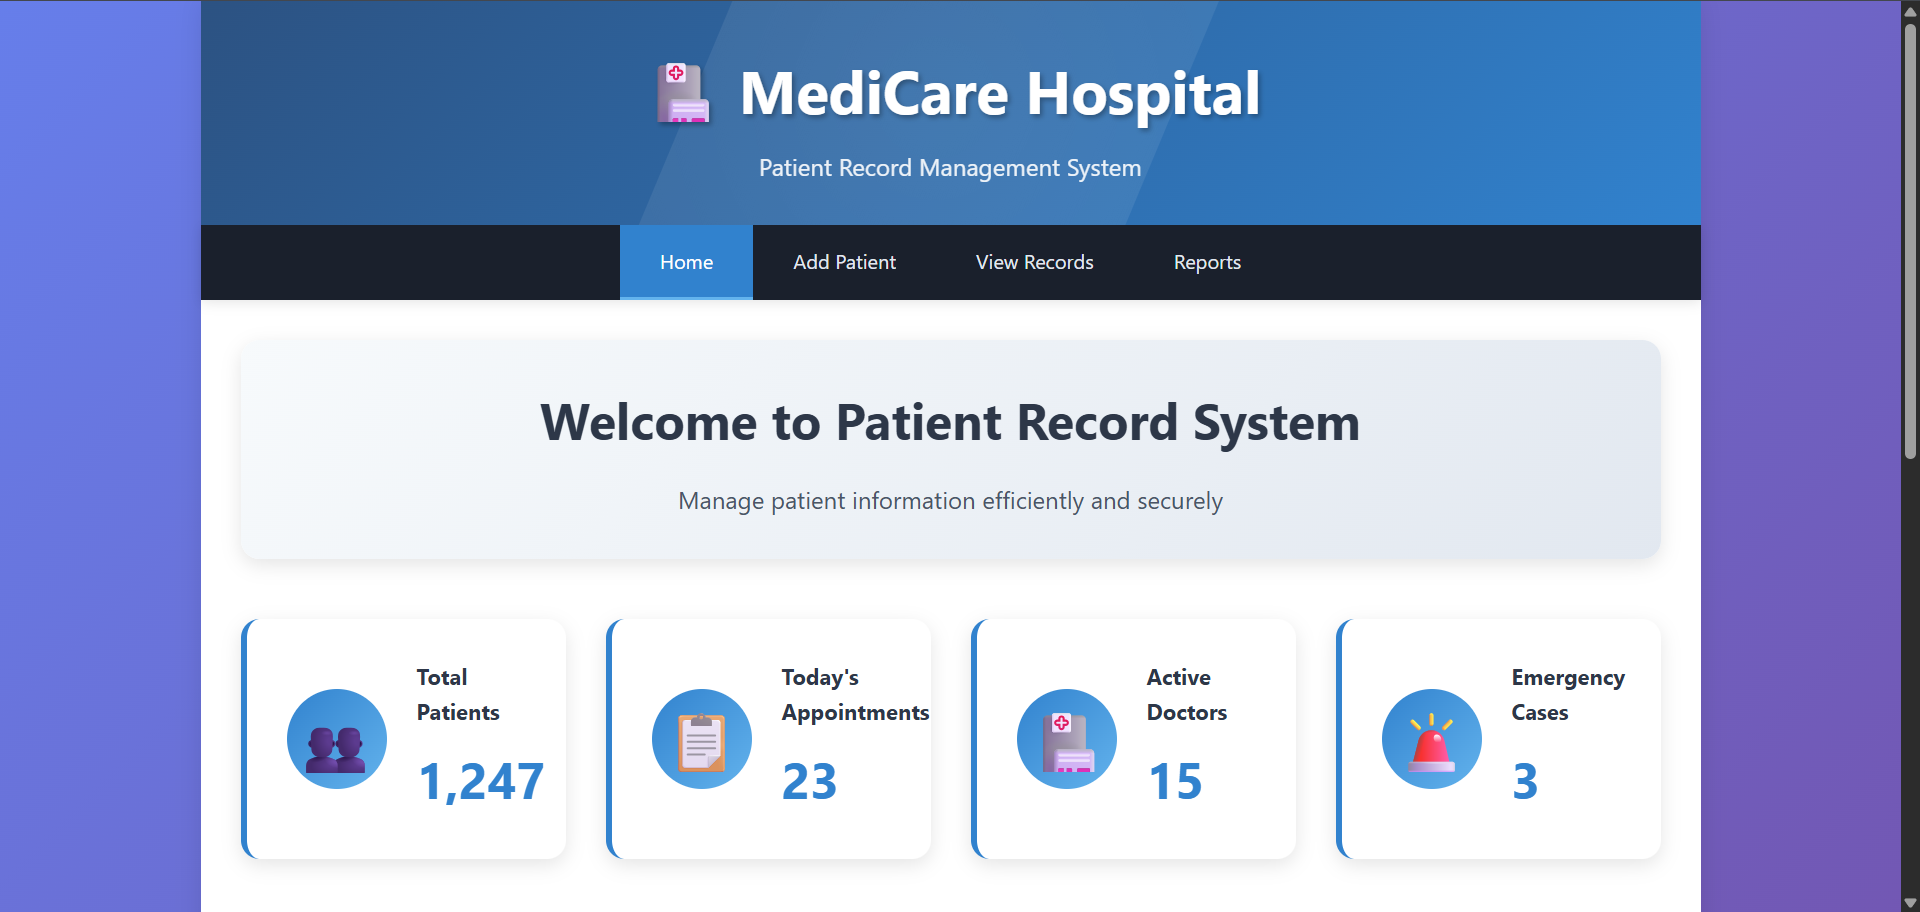 MediCare Hospital
Patient Record Management System
Home
Add Patient
View Records
Reports
Welcome to Patient Record System
Manage patient information efficiently and securely
Total
Patients
1,247
Today's
Appointments
23
Active
Doctors
15
Emergency
Cases
3